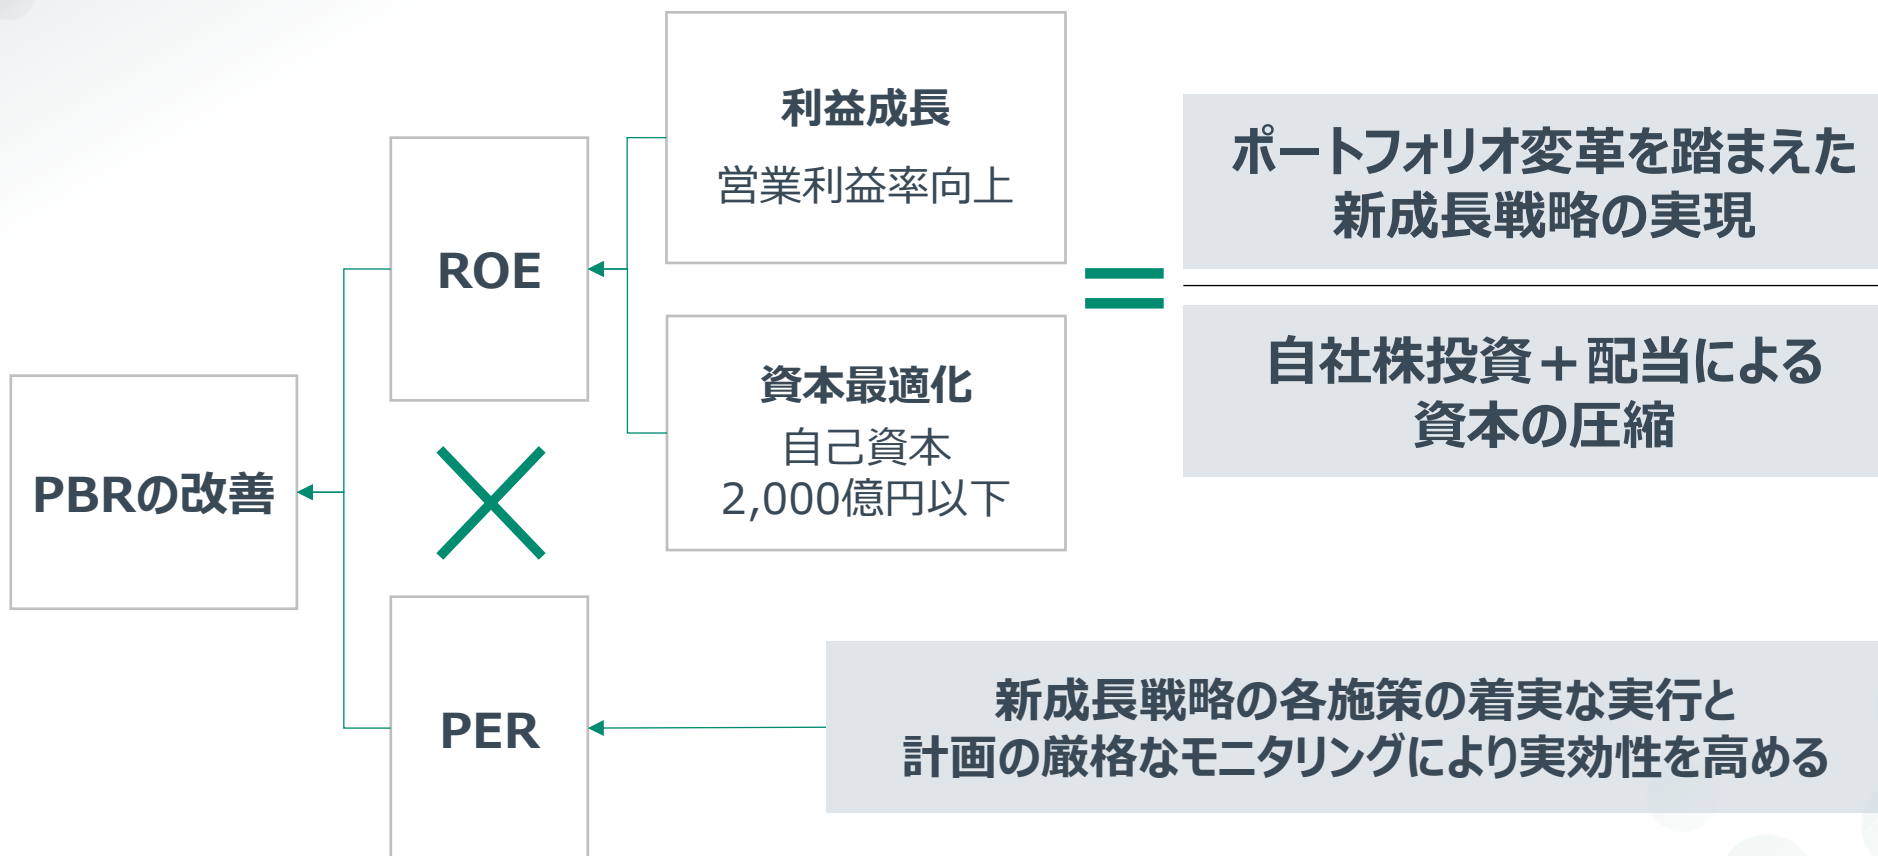 PBRの改善
ROE
PER
利益成長
営業利益率向上
資本最適化
自己資本
2,000億円以下
ポートフォリオ変革を踏まえた
新成長戦略の実現
自社株投資+配当による
資本の圧縮
新成長戦略の各施策の着実な実行と
計画の厳格なモニタリングにより実効性を高める